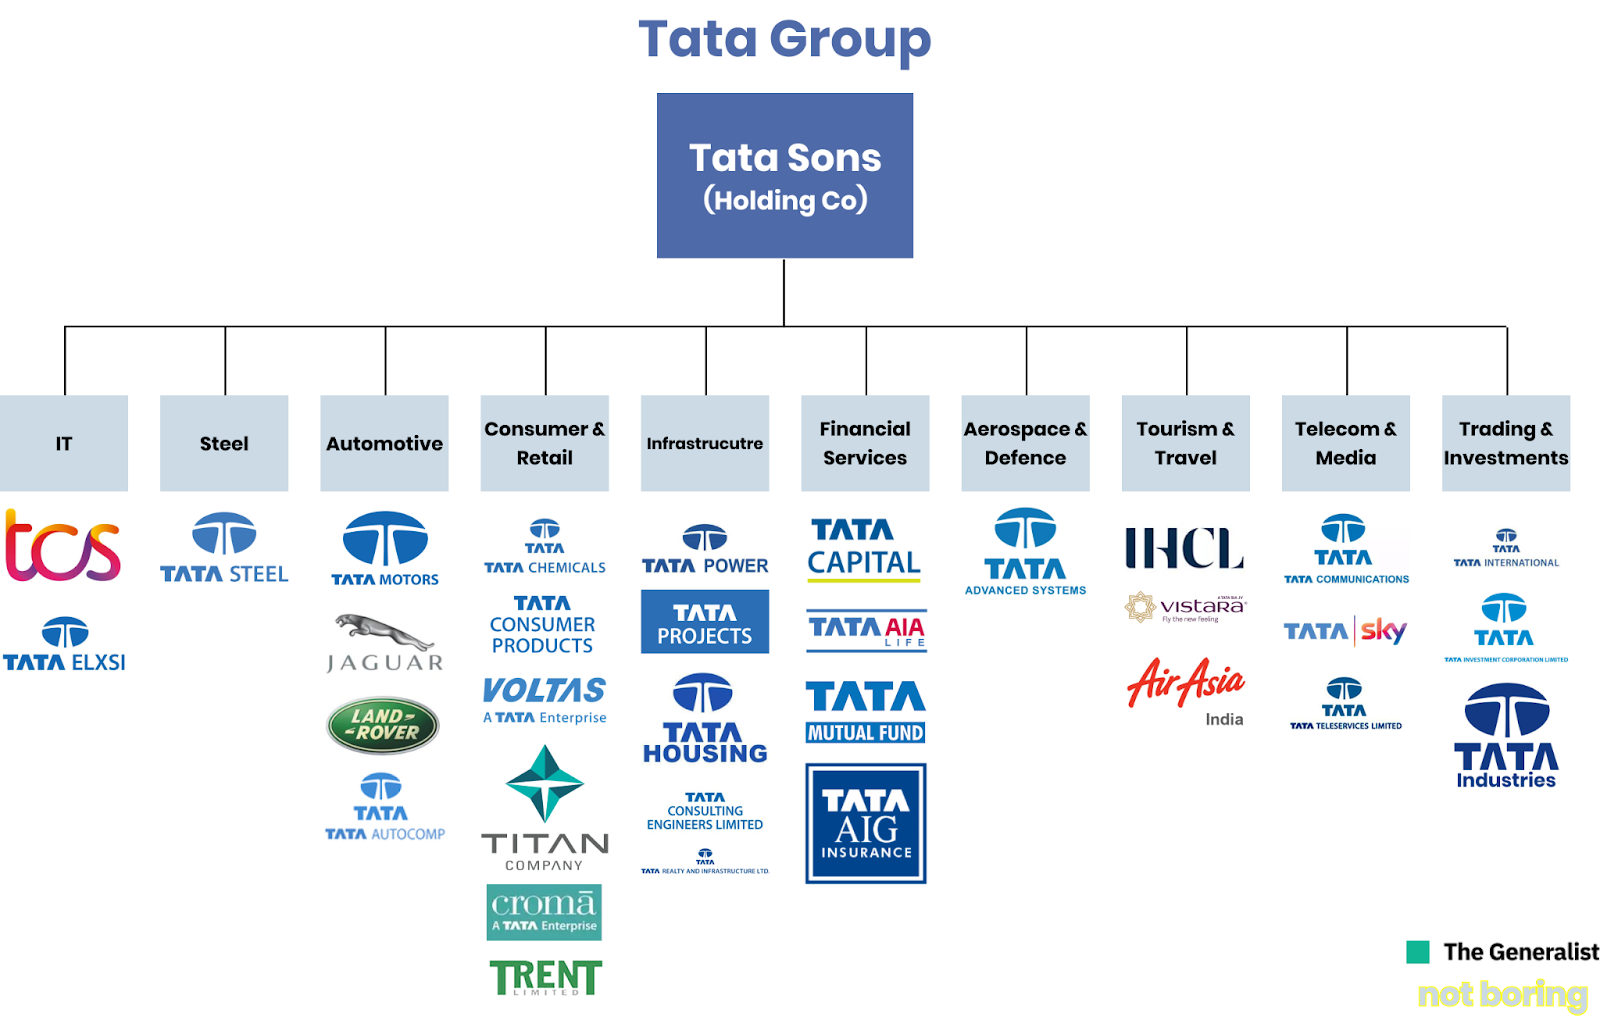 Tata Group
Tata Sons
(Holding Co)
IT
Steel
Automotive
Consumer &
Retail
Infrastrucutre
Financial
Services
Aerospace &
Defence
Tourism &
Travel
Telecom &
Media
Trading &
Investments
tcs
TATA ELXSI
TATA STEEL
TATA MOTORS
JAGUAR
LAND-
-ROVER
TATA
TATA AUTOCOMP
TATA
TATA CHEMICALS
TATA
CONSUMER
PRODUCTS
VOLTAS
A TATA Enterprise
TITAN
COMPANY
cromā
A TATA Enterprise
TRENT
LIMITED
TATA POWER
TATA
PROJECTS
TATA
HOUSING
TATA
CONSULTING
ENGINEERS LIMITED
TATA
TATA REALTY AND INFRASTRUCTURE LTD.
TATA
CAPITAL
TATA AIA
LIFE
TATA
MUTUAL FUND
TATA
AIG
INSURANCE
TATA
ADVANCED SYSTEMS
IHCL
A TATA SIA JV
VISTARA
Fly the new feeling
AirAsia
India
TATA
TATA COMMUNICATIONS
TATA sky
TATA
TATA TELESERVICES LIMITED
TATA
TATA INTERNATIONAL
TATA
TATA INVESTMENT CORPORATION LIMITED
TATA
Industries
The Generalist
not boring